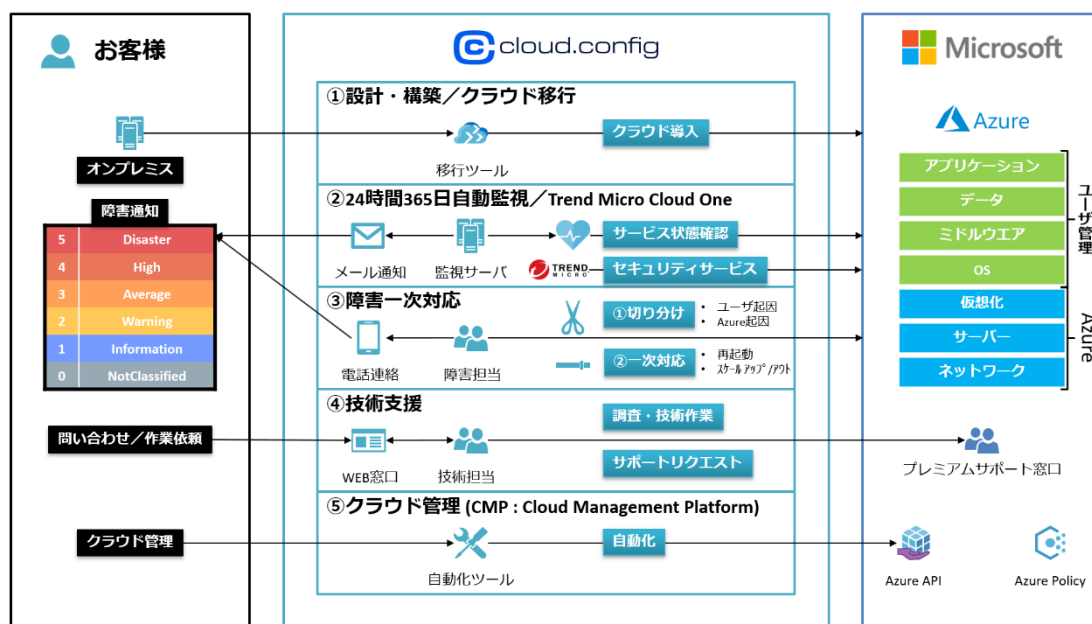 お客様
オンプレミス
障害通知
5 Disaster
4 High
3 Average
2 Warning
1 Information
0 NotClassified
問い合わせ／作業依頼
クラウド管理
cloud.config
①設計・構築／クラウド移行
移行ツール
クラウド導入
②24時間365日自動監視／Trend Micro Cloud One
メール通知
監視サーバ
サービス状態確認
TREND MICRO
セキュリティサービス
③障害一次対応
電話連絡
障害担当
①切り分け
・ ユーザ起因
・ Azure起因
②一次対応
・ 再起動
・ ｽｹｰﾙｱｯﾌﾟ/ｱｳﾄ
④技術支援
WEB窓口
技術担当
調査・技術作業
サポートリクエスト
⑤クラウド管理 (CMP : Cloud Management Platform)
自動化ツール
自動化
Microsoft
Azure
アプリケーション
データ
ミドルウエア
OS
ユーザ管理
仮想化
サーバー
ネットワーク
Azure
プレミアムサポート窓口
Azure API
Azure Policy